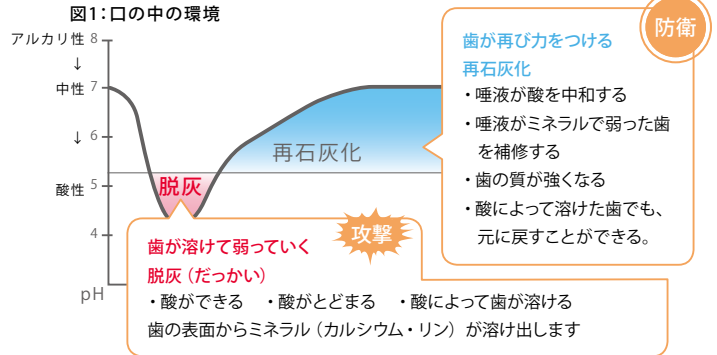 図1：口の中の環境
アルカリ性 8
↓
中性 7
↓ 6
酸性 5
4
pH
再石灰化
脱灰
防衛
歯が再び力をつける
再石灰化
・唾液が酸を中和する
・唾液がミネラルで弱った歯
を補修する
・歯の質が強くなる
・酸によって溶けた歯でも、
元に戻すことができる。
攻撃
歯が溶けて弱っていく
脱灰（だっかい）
・酸ができる ・酸がとどまる ・酸によって歯が溶ける
歯の表面からミネラル（カルシウム・リン）が溶け出します